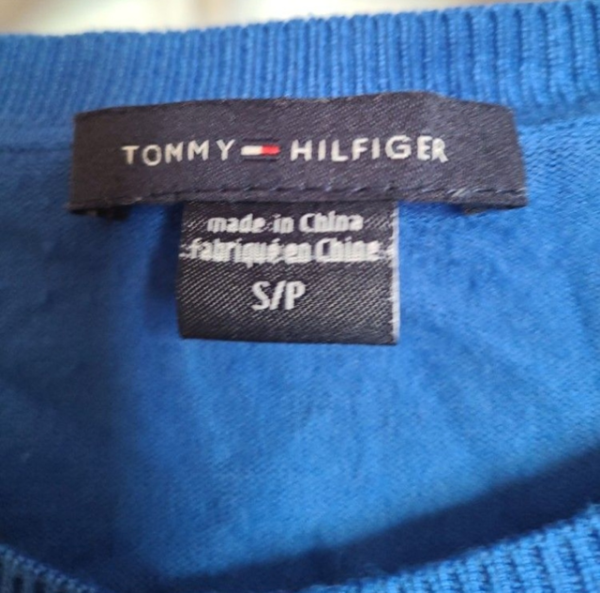 TOMMY HILFIGER
made in China
fabriqué en Chine
S/P